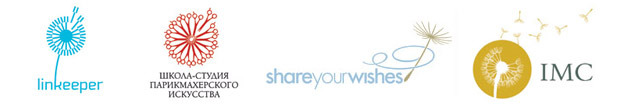 linkeeper
ШКОЛА-СТУДИЯ
ПАРИКМАХЕРСКОГО
ИСКУССТВА
shareyourwishes
IMC